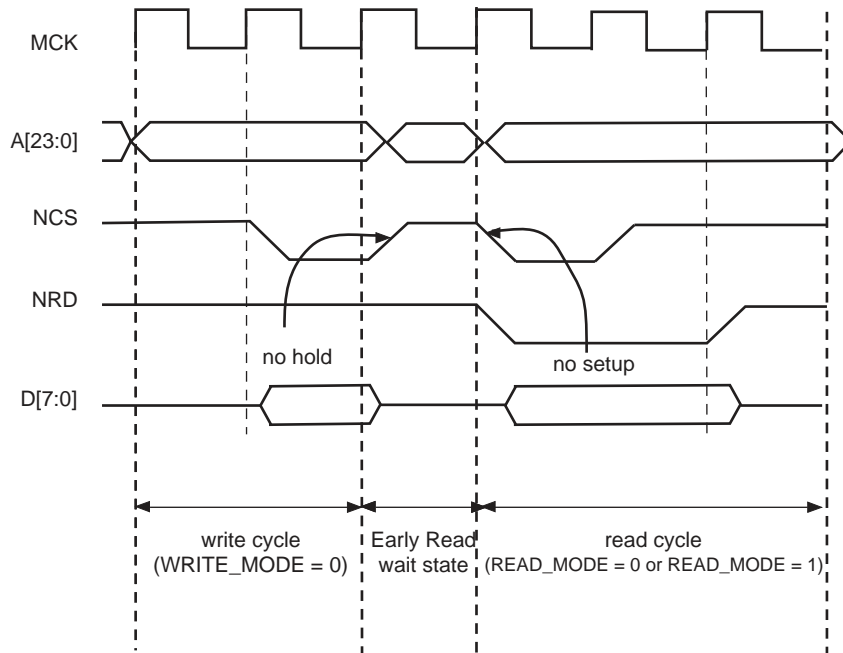 MCK
A[23:0]
NCS
NRD
no hold
no setup
D[7:0]
write cycle
(WRITE_MODE = 0)
Early Read
wait state
read cycle
(READ_MODE = 0 or READ_MODE = 1)